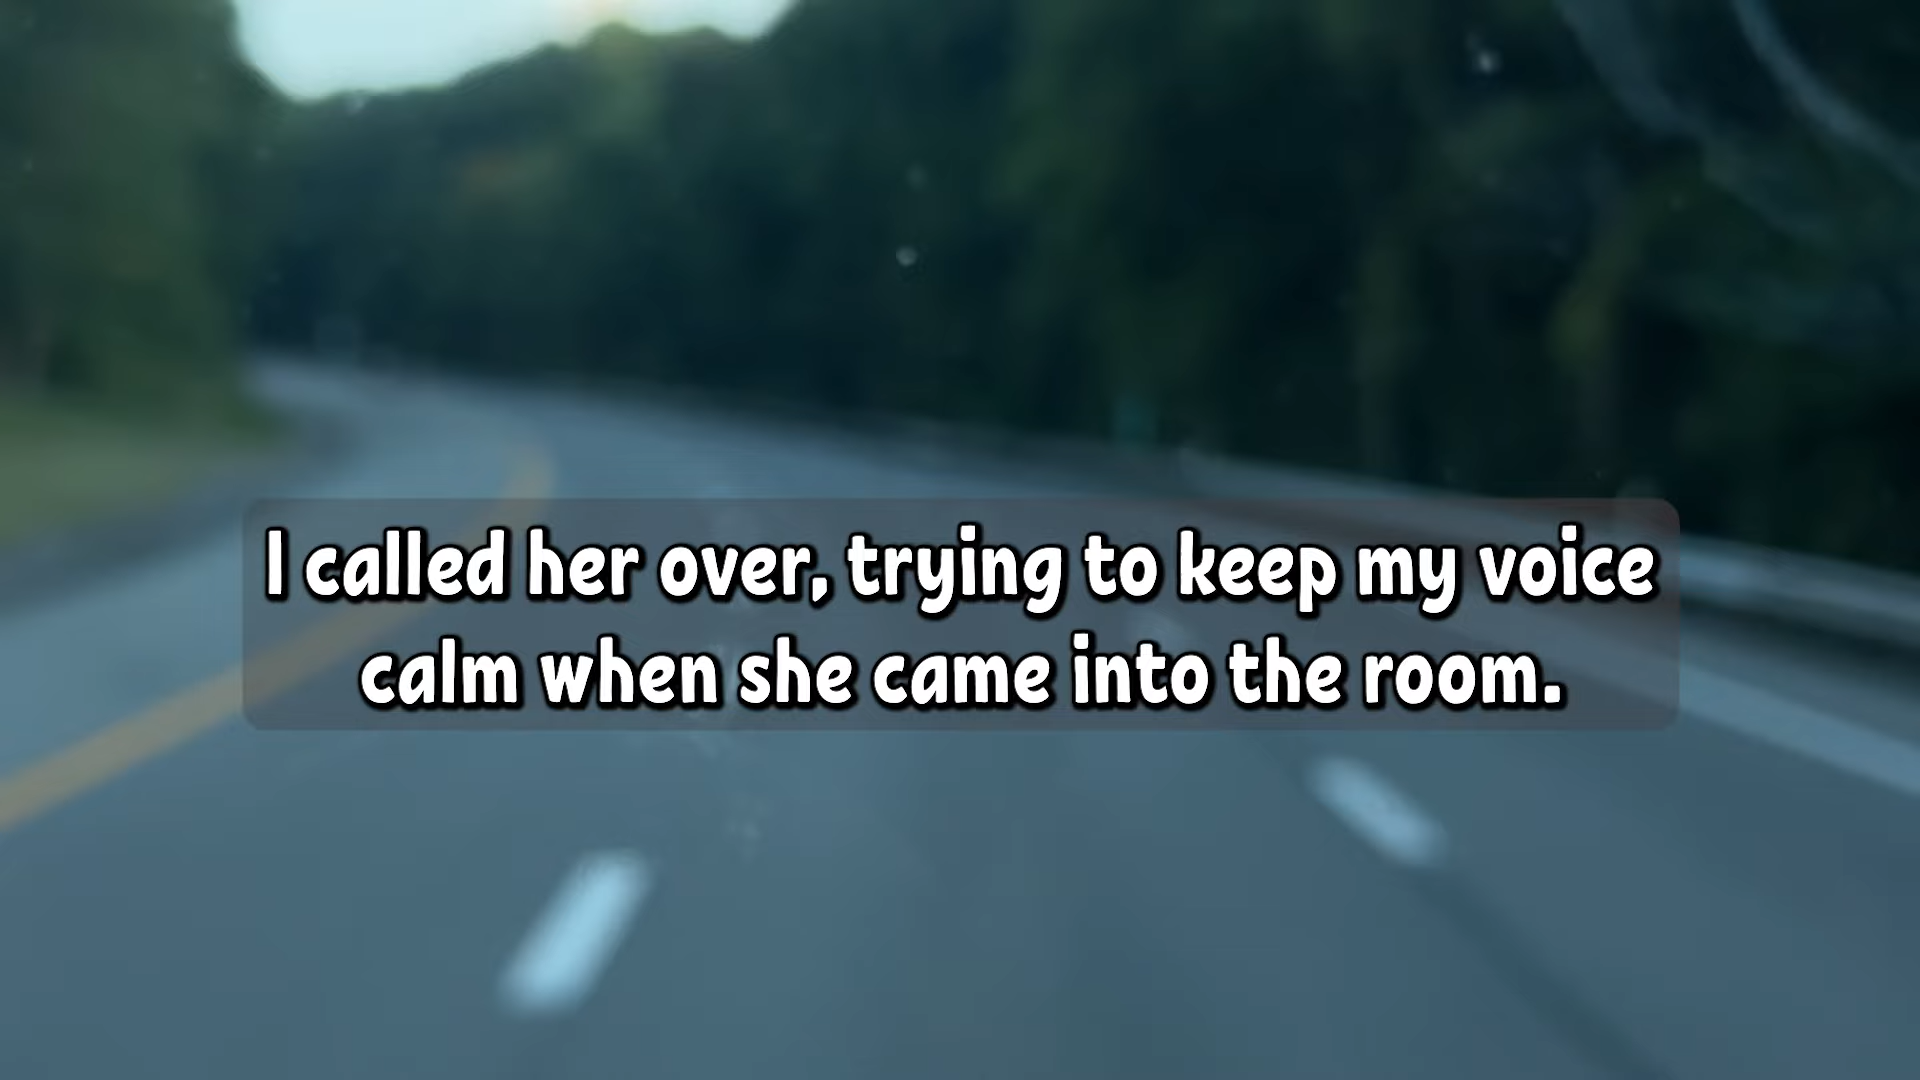 I called her over, trying to keep my voice
calm when she came into the room.